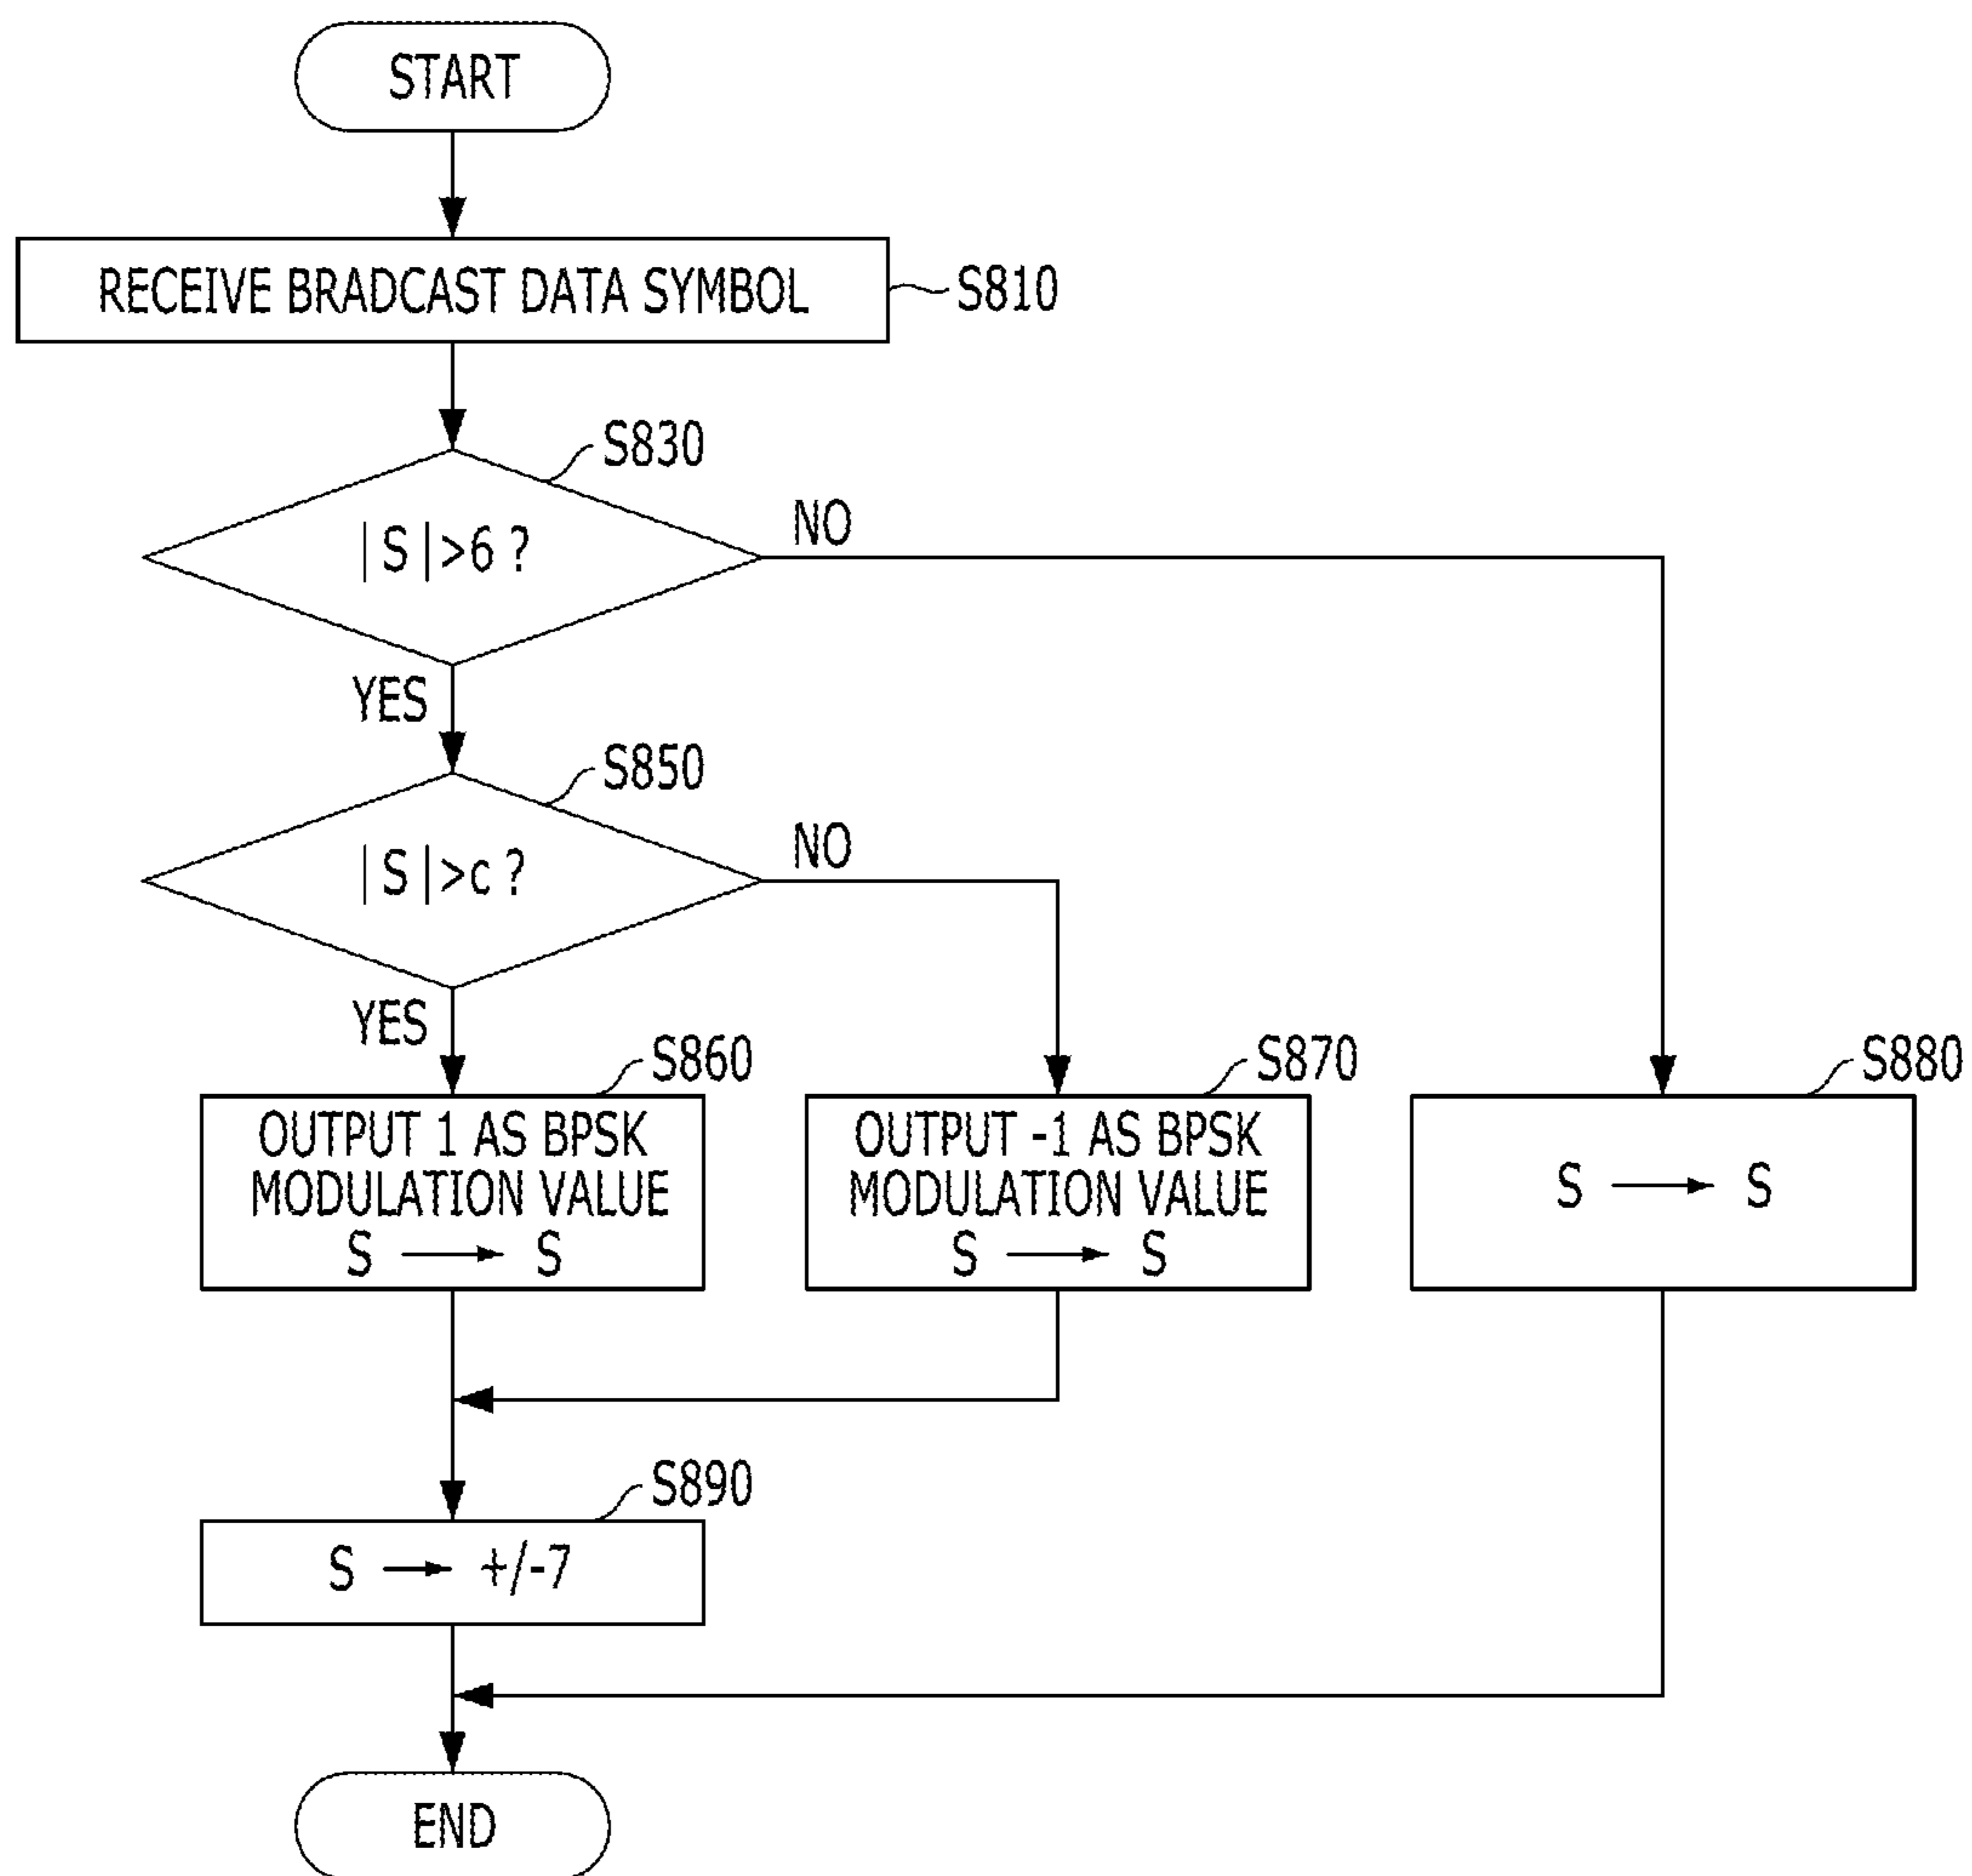 START
RECEIVE BRADCAST DATA SYMBOL
S810
S830
|S|>6 ?
NO
YES
S850
|S|>c ?
NO
YES
S860
OUTPUT 1 AS BPSK
MODULATION VALUE
S → S
S870
OUTPUT -1 AS BPSK
MODULATION VALUE
S → S
S880
S → S
S890
S → +/-7
END